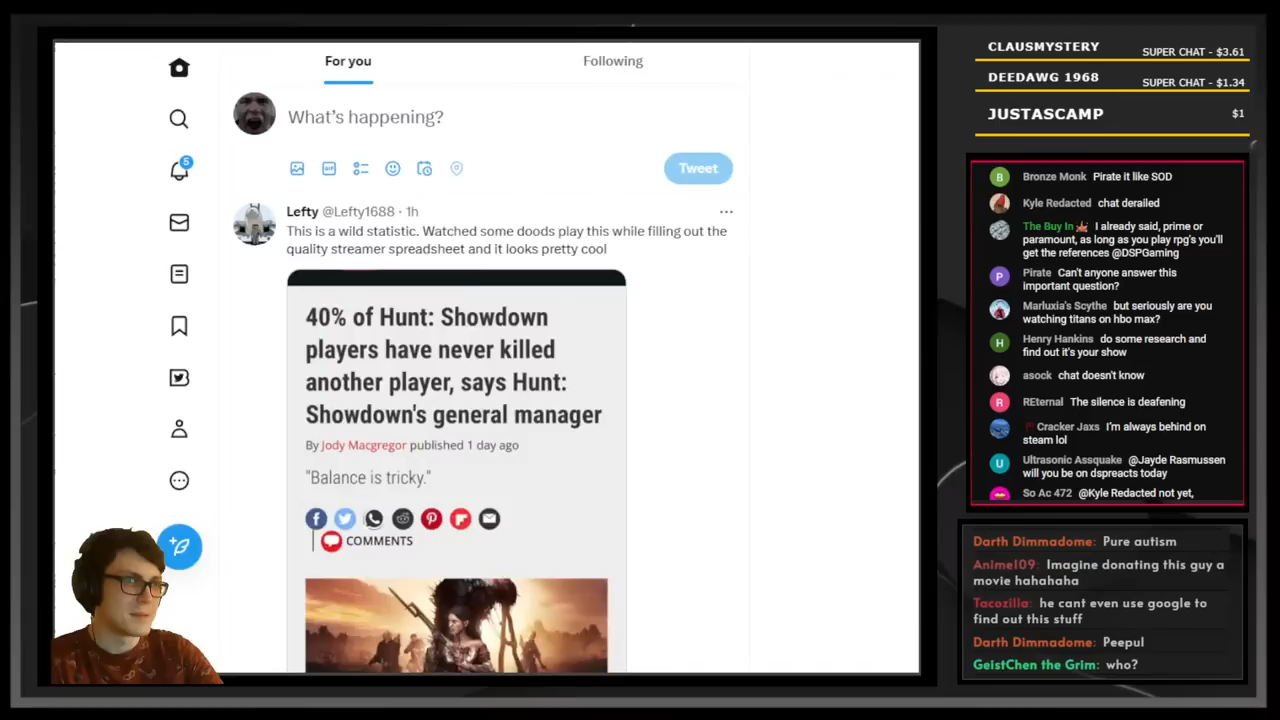 For you
Following
What's happening?
GIF
Tweet
5
Lefty @Lefty1688 · 1h
This is a wild statistic. Watched some doods play this while filling out the
quality streamer spreadsheet and it looks pretty cool
40% of Hunt: Showdown
players have never killed
another player, says Hunt:
Showdown's general manager
By Jody Macgregor published 1 day ago
"Balance is tricky."
COMMENTS
CLAUSMYSTERY
SUPER CHAT - $3.61
DEEDAWG 1968
SUPER CHAT - $1.34
JUSTASCAMP
$1
B
Bronze Monk Pirate it like SOD
Kyle Redacted chat derailed
The Buy In I already said, prime or
paramount, as long as you play rpg's you'll
get the references @DSPGaming
P
Pirate Can't anyone answer this
important question?
Marluxia's Scythe but seriously are you
watching titans on hbo max?
H
Henry Hankins do some research and
find out it's your show
asock chat doesn't know
R
REternal The silence is deafening
Cracker Jaxs I'm always behind on
steam lol
U
Ultrasonic Assquake @Jayde Rasmussen
will you be on dspreacts today
So Ac 472 @Kyle Redacted not yet,
Darth Dimmadome: Pure autism
Anime109: Imagine donating this guy a
movie hahahaha
Tacozilla: he cant even use google to
find out this stuff
Darth Dimmadome: Peepul
GeistChen the Grim: who?